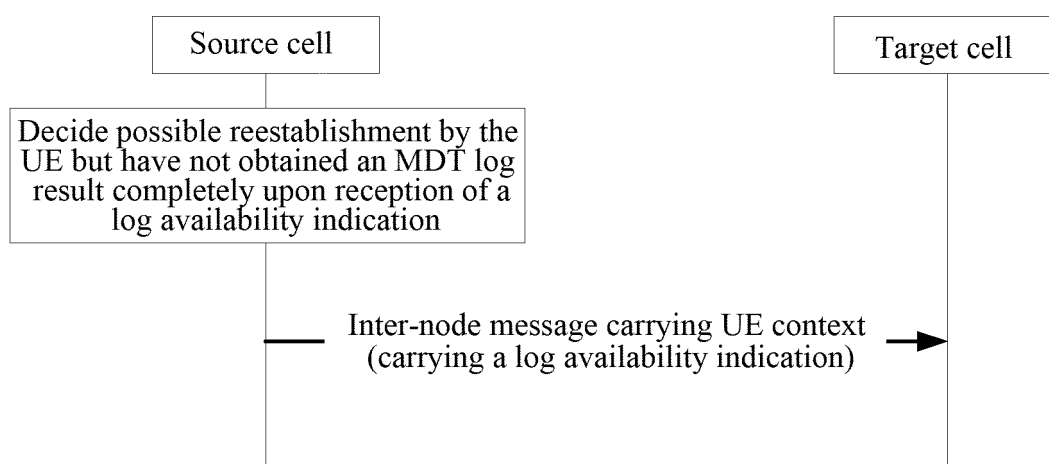 Source cell
Target cell
Decide possible reestablishment by the
UE but have not obtained an MDT log
result completely upon reception of a
log availability indication
Inter-node message carrying UE context
(carrying a log availability indication)